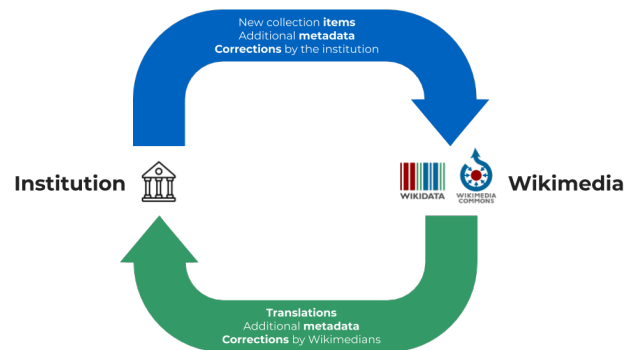 New collection items
Additional metadata
Corrections by the institution
Institution
WIKIDATA
WIKIMEDIA
COMMONS
Wikimedia
Translations
Additional metadata
Corrections by Wikimedians